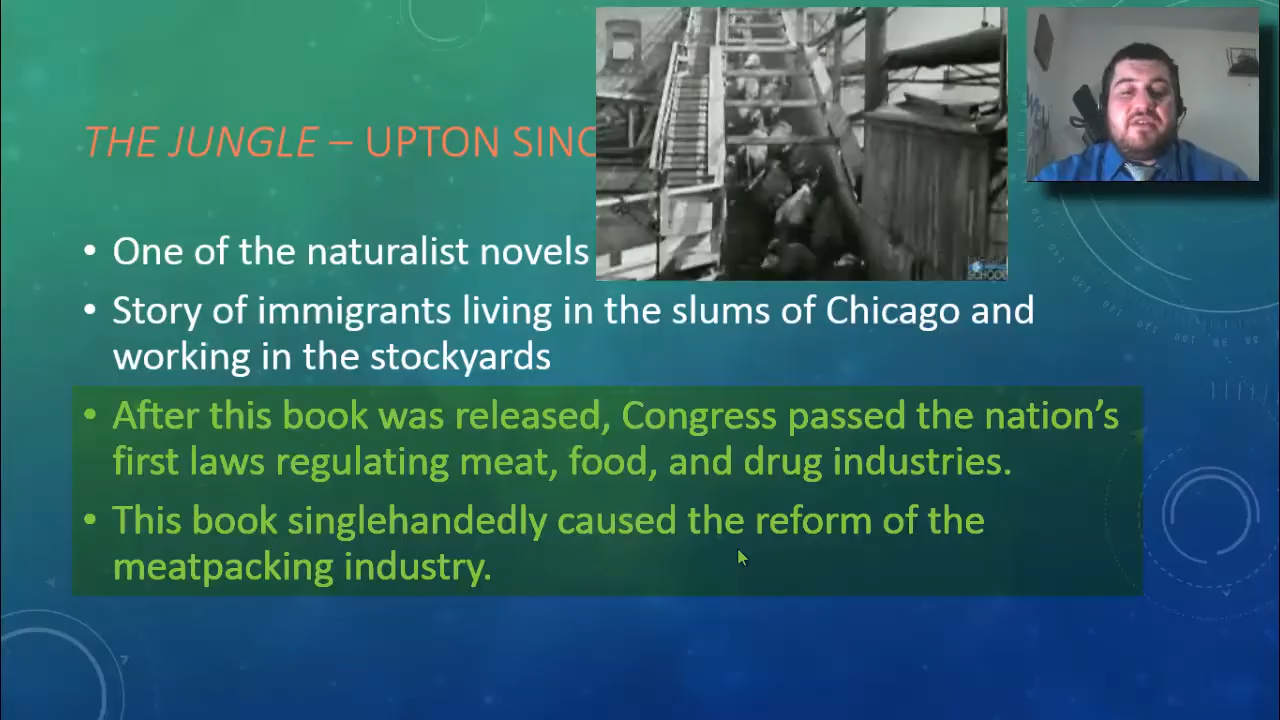 THE JUNGLE – UPTON SINC
• One of the naturalist novels
• Story of immigrants living in the slums of Chicago and
working in the stockyards
• After this book was released, Congress passed the nation's
first laws regulating meat, food, and drug industries.
• This book singlehandedly caused the reform of the
meatpacking industry.
SCHOOL